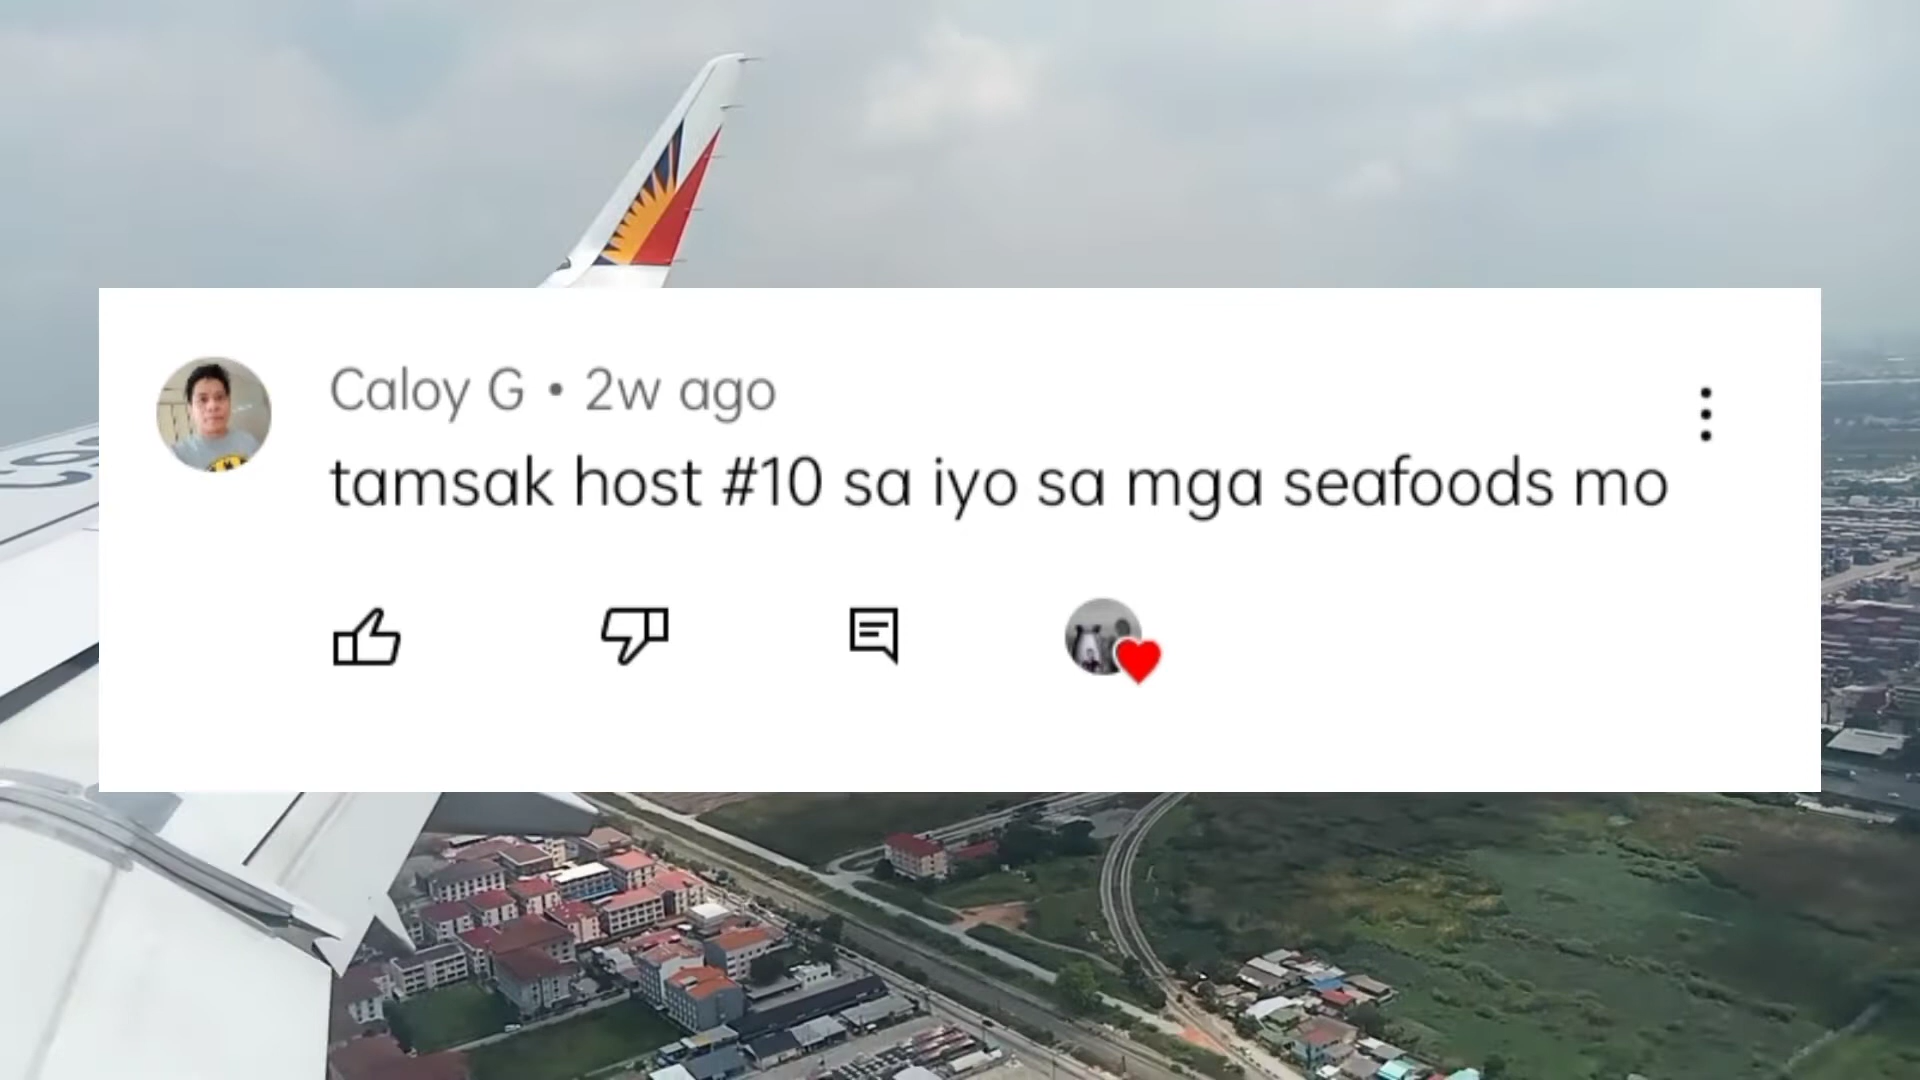 Caloy G • 2w ago
tamsak host #10 sa iyo sa mga seafoods mo